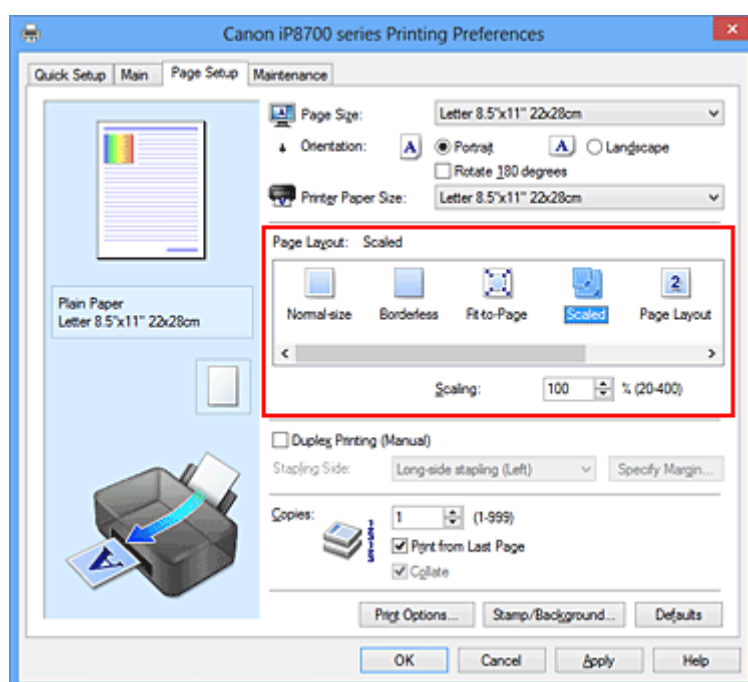 Canon iP8700 series Printing Preferences
Quick Setup Main Page Setup Maintenance
Page Size: Letter 8.5"x11" 22x28cm
Orientation: A Portrait A Landscape
Rotate 180 degrees
Printer Paper Size: Letter 8.5"x11" 22x28cm
Page Layout: Scaled
2
Normal-size Borderless Fit-to-Page Scaled Page Layout
Scaling: 100 % (20-400)
Plain Paper
Letter 8.5"x11" 22x28cm
Duplex Printing (Manual)
Stapling Side: Long-side stapling (Left) Specify Margin...
Copies: 1 (1-999)
Print from Last Page
Collate
A
Print Options... Stamp/Background... Defaults
OK Cancel Apply Help